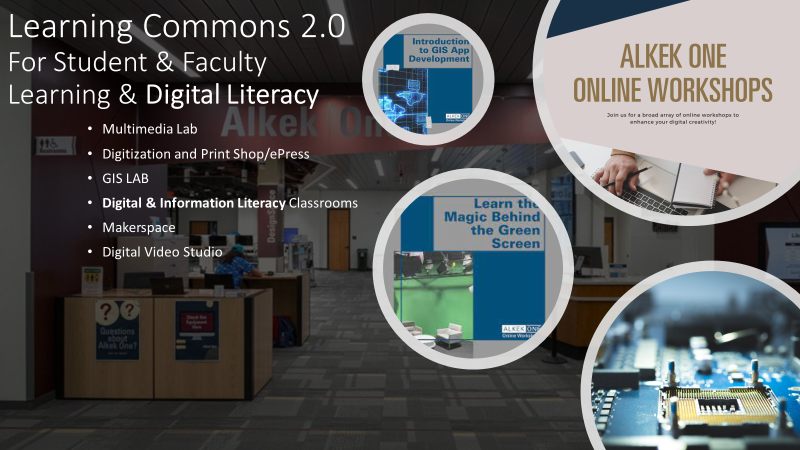 Learning Commons 2.0
For Student & Faculty
Learning & Digital Literacy
• Multimedia Lab
• Digitization and Print Shop/ePress
• GIS LAB
• Digital & Information Literacy Classrooms
• Makerspace
• Digital Video Studio
Alkek One
Questions
about
Alkek One?
Introduction
to GIS App
Development
ALKEK ONE
ALKEK ONE
ONLINE WORKSHOPS
Join us for a broad array of online workshops to
enhance your digital creativity!
Learn the
Magic Behind
the Green
Screen
ALKEK ONE